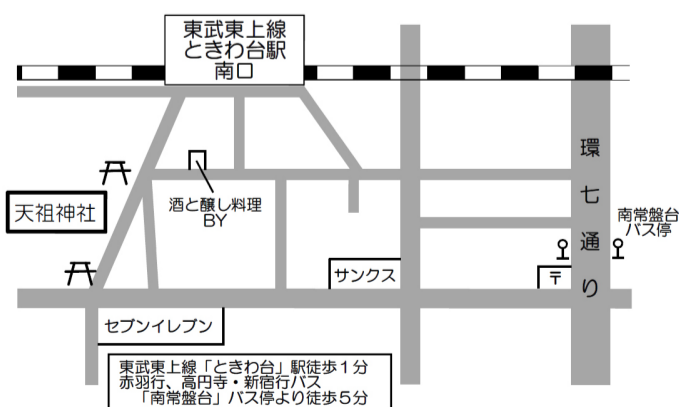 東武東上線
ときわ台駅
南口
環七通り
天祖神社
酒と醸し料理
BY
南常盤台
バス停
サンクス
〒
セブンイレブン
東武東上線「ときわ台」駅徒歩1分
赤羽行、高円寺・新宿行バス
「南常盤台」バス停より徒歩5分